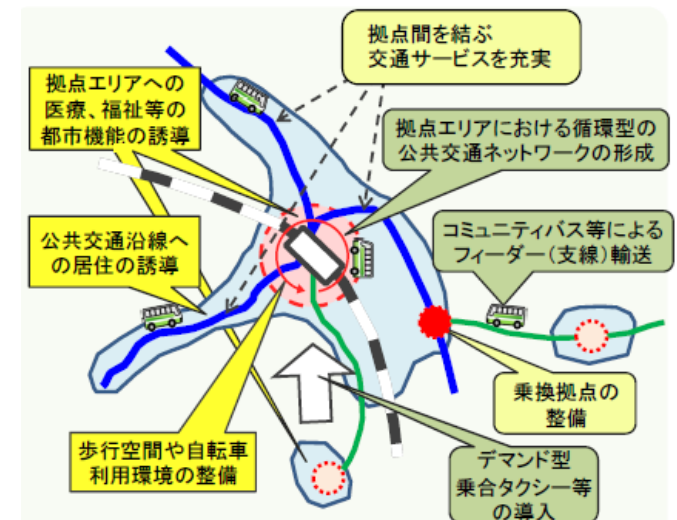 拠点間を結ぶ
交通サービスを充実
拠点エリアへの
医療、福祉等の
都市機能の誘導
拠点エリアにおける循環型の
公共交通ネットワークの形成
公共交通沿線へ
の居住の誘導
コミュニティバス等による
フィーダー(支線)輸送
乗換拠点の
整備
歩行空間や自転車
利用環境の整備
デマンド型
乗合タクシー等
の導入